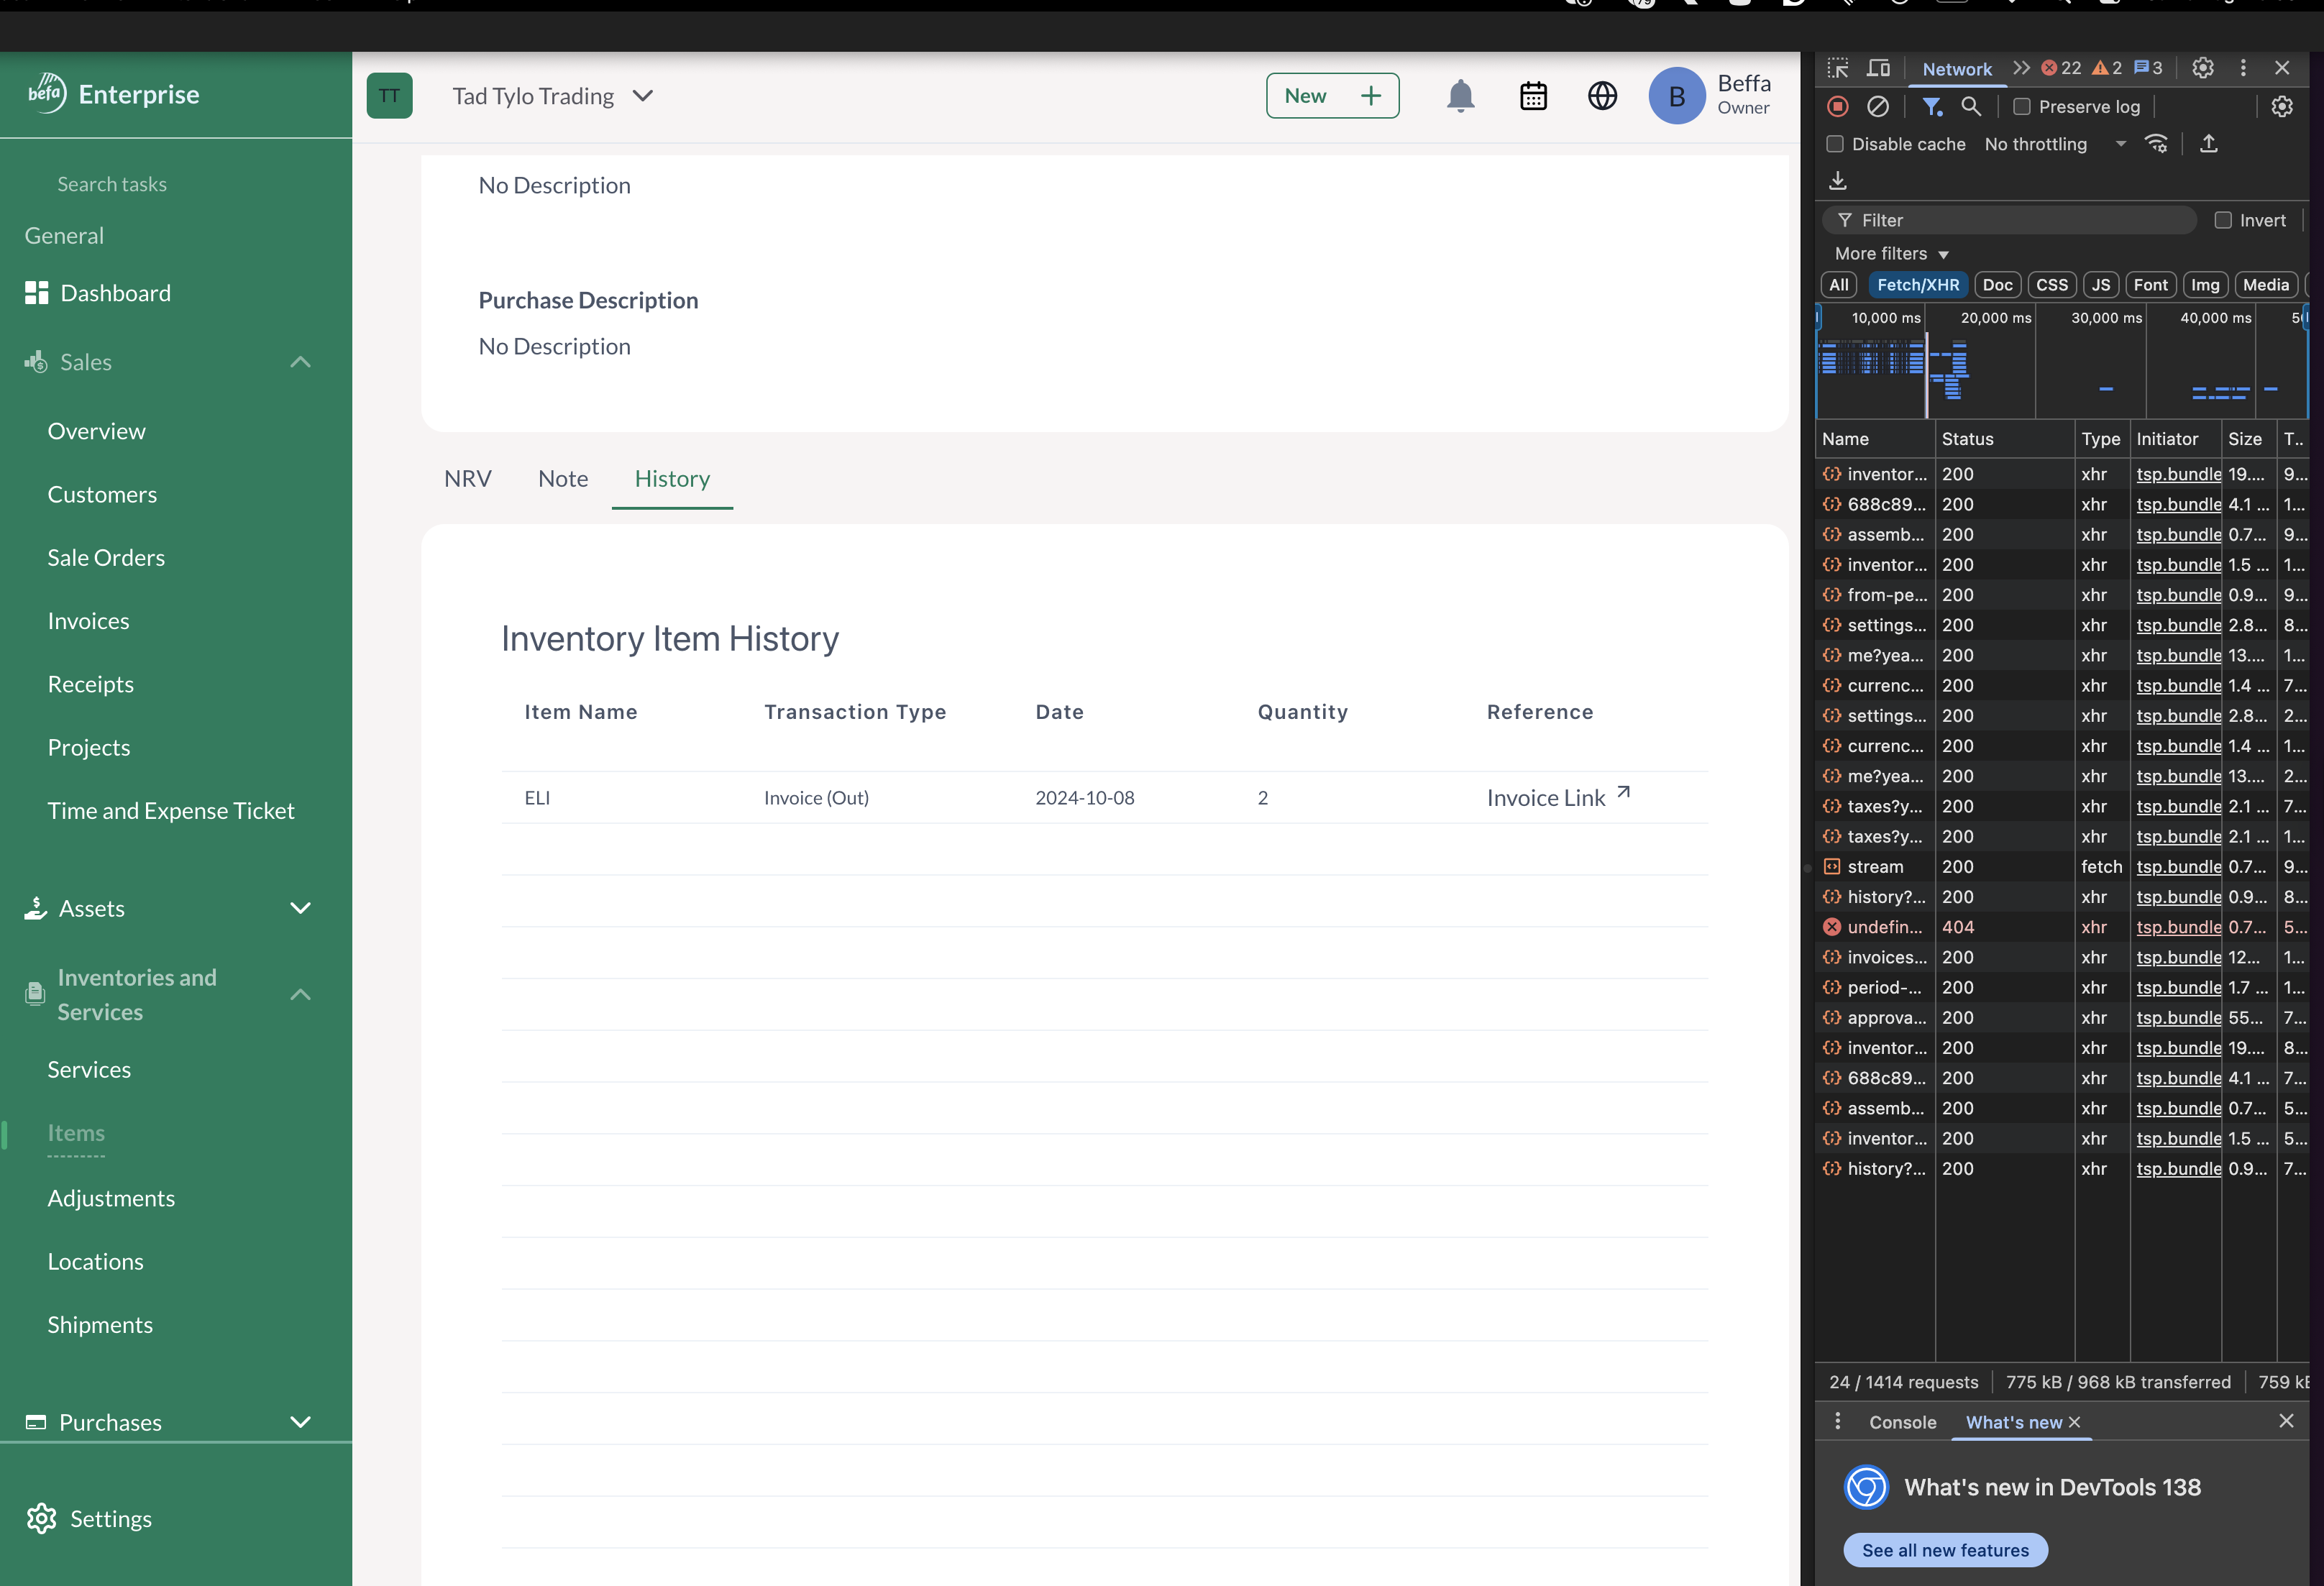 befa Enterprise
TT
Tad Tylo Trading
New +
B
Beffa
Owner
Search tasks
General
Dashboard
Sales
Overview
Customers
Sale Orders
Invoices
Receipts
Projects
Time and Expense Ticket
Assets
Inventories and
Services
Services
Items
Adjustments
Locations
Shipments
Purchases
Settings
No Description
Purchase Description
No Description
NRV Note History
Inventory Item History
Item Name Transaction Type Date Quantity Reference
ELI Invoice (Out) 2024-10-08 2 Invoice Link
Network 22 2 3
Preserve log
Disable cache No throttling
Filter Invert
More filters
All Fetch/XHR Doc CSS JS Font Img Media
10,000 ms 20,000 ms 30,000 ms 40,000 ms
Name Status Type Initiator Size T..
inventor... 200 xhr tsp.bundle 19.... 9...
688c89... 200 xhr tsp.bundle 4.1 ... 1...
assemb... 200 xhr tsp.bundle 0.7... 9...
inventor... 200 xhr tsp.bundle 1.5 ... 1...
from-pe... 200 xhr tsp.bundle 0.9... 9...
settings... 200 xhr tsp.bundle 2.8... 8...
me?yea... 200 xhr tsp.bundle 13.... 1...
currenc... 200 xhr tsp.bundle 1.4 ... 7...
settings... 200 xhr tsp.bundle 2.8... 2...
currenc... 200 xhr tsp.bundle 1.4 ... 1...
me?yea... 200 xhr tsp.bundle 13.... 2...
taxes?y... 200 xhr tsp.bundle 2.1 ... 7...
taxes?y... 200 xhr tsp.bundle 2.1 ... 1...
stream 200 fetch tsp.bundle 0.7... 9...
history?... 200 xhr tsp.bundle 0.9... 8...
undefin... 404 xhr tsp.bundle 0.7... 5...
invoices... 200 xhr tsp.bundle 12... 1...
period-... 200 xhr tsp.bundle 1.7 ... 1...
approva... 200 xhr tsp.bundle 55... 7...
inventor... 200 xhr tsp.bundle 19.... 8...
688c89... 200 xhr tsp.bundle 4.1 ... 7...
assemb... 200 xhr tsp.bundle 0.7... 5...
inventor... 200 xhr tsp.bundle 1.5 ... 5...
history?... 200 xhr tsp.bundle 0.9... 7...
24 / 1414 requests 775 kB / 968 kB transferred 759 kB
Console What's new
What's new in DevTools 138
See all new features